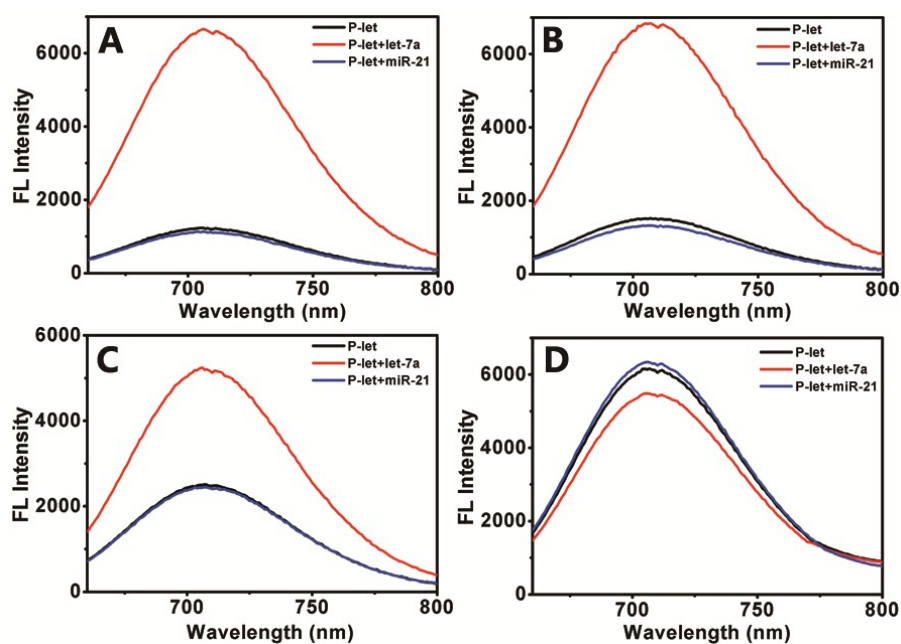 A
P-let
P-let+let-7a
P-let+miR-21
6000
4000
2000
0
FL Intensity
700
750
800
Wavelength (nm)
B
P-let
P-let+let-7a
P-let+miR-21
6000
4000
2000
0
FL Intensity
700
750
800
Wavelength (nm)
C
P-let
P-let+let-7a
P-let+miR-21
6000
4000
2000
0
FL Intensity
700
750
800
Wavelength (nm)
D
P-let
P-let+let-7a
P-let+miR-21
6000
4000
2000
0
FL Intensity
700
750
800
Wavelength (nm)